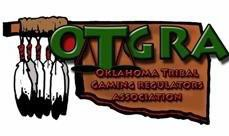 OTGRA
OKLAHOMA TRIBAL
GAMING REGULATORS
ASSOCIATION